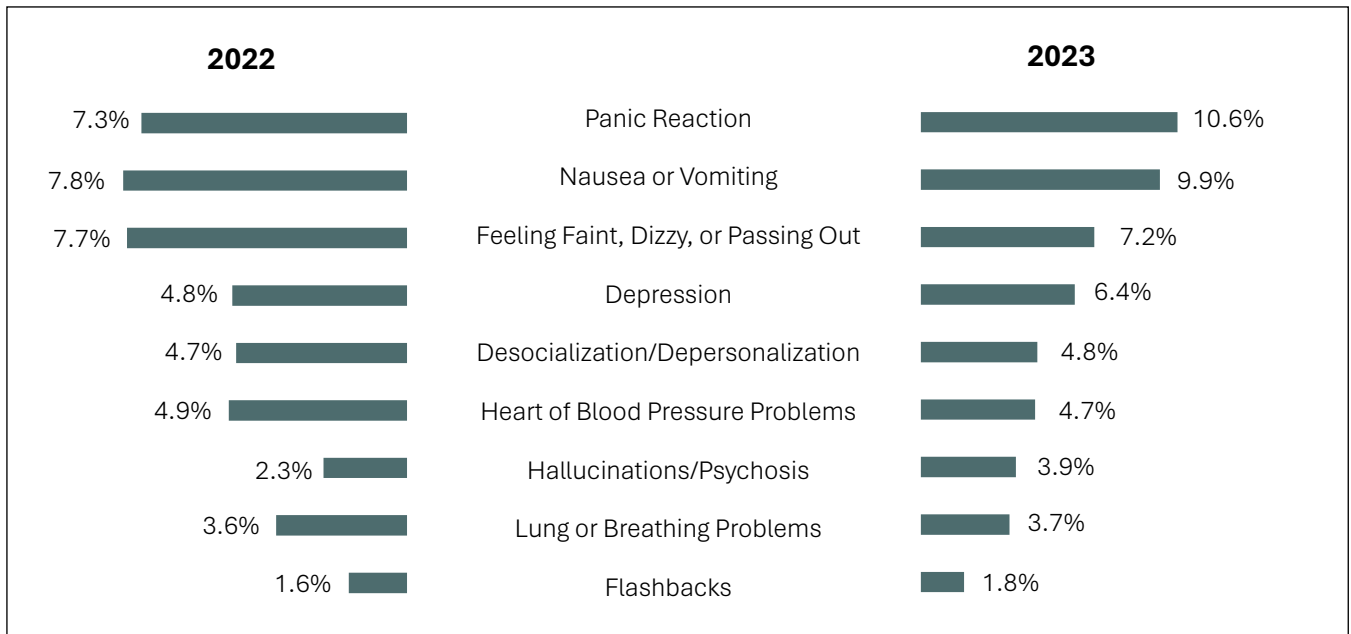 2022 2023
7.3% Panic Reaction 10.6%
7.8% Nausea or Vomiting 9.9%
7.7% Feeling Faint, Dizzy, or Passing Out 7.2%
4.8% Depression 6.4%
4.7% Desocialization/Depersonalization 4.8%
4.9% Heart of Blood Pressure Problems 4.7%
2.3% Hallucinations/Psychosis 3.9%
3.6% Lung or Breathing Problems 3.7%
1.6% Flashbacks 1.8%